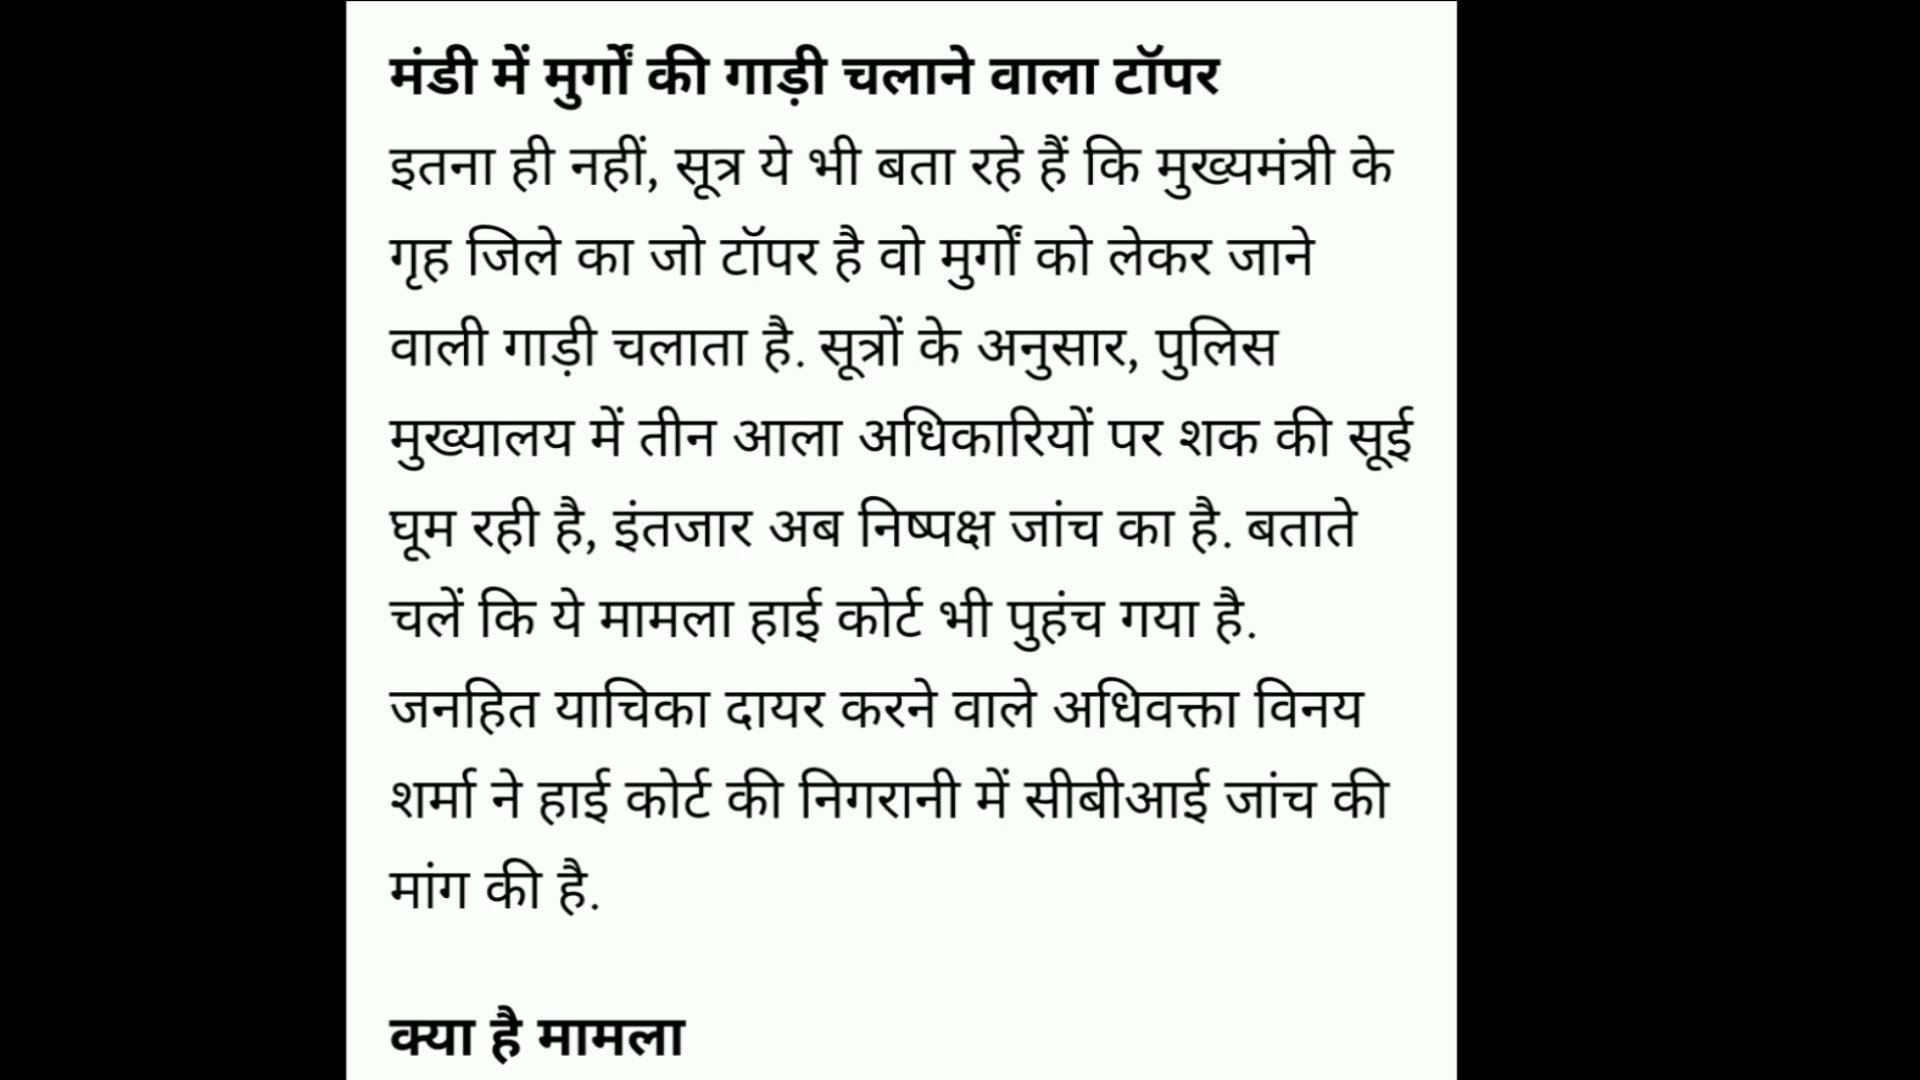 मंडी में मुर्गों की गाड़ी चलाने वाला टॉपर
इतना ही नहीं, सूत्र ये भी बता रहे हैं कि मुख्यमंत्री के
गृह जिले का जो टॉपर है वो मुर्गों को लेकर जाने
वाली गाड़ी चलाता है. सूत्रों के अनुसार, पुलिस
मुख्यालय में तीन आला अधिकारियों पर शक की सूई
घूम रही है, इंतजार अब निष्पक्ष जांच का है. बताते
चलें कि ये मामला हाई कोर्ट भी पुहंच गया है.
जनहित याचिका दायर करने वाले अधिवक्ता विनय
शर्मा ने हाई कोर्ट की निगरानी में सीबीआई जांच की
मांग की है.
क्या है मामला